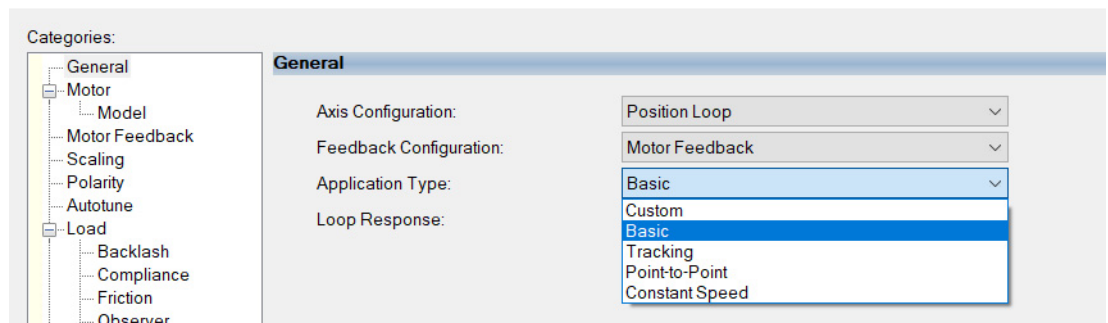 Categories:
General
Motor
Model
Motor Feedback
Scaling
Polarity
Autotune
Load
Backlash
Compliance
Friction
Observer
General
Axis Configuration: Position Loop
Feedback Configuration: Motor Feedback
Application Type: Basic
Loop Response:
Custom
Basic
Tracking
Point-to-Point
Constant Speed